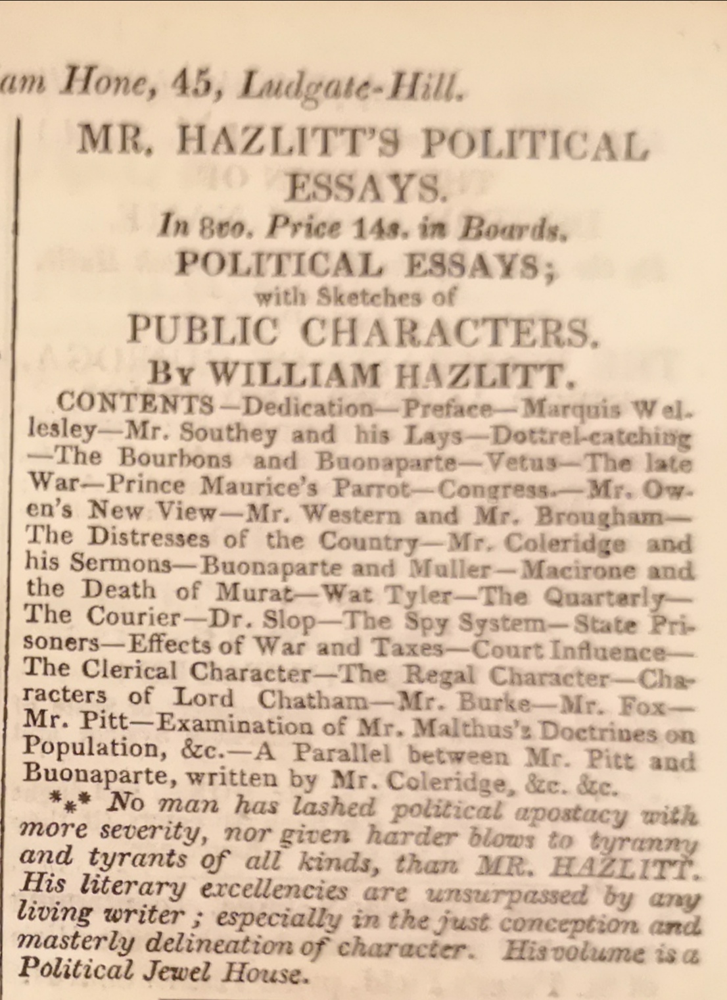 am Hone, 45, Ludgate-Hill.
MR. HAZLITT'S POLITICAL
ESSAYS.
In 8vo. Price 14s. in Boards.
POLITICAL ESSAYS;
with Sketches of
PUBLIC CHARACTERS.
By WILLIAM HAZLITT.
CONTENTS—Dedication—Preface—Marquis Wel-
lesley—Mr. Southey and his Lays—Dottrel-catching
—The Bourbons and Buonaparte—Vetus—The late
War—Prince Maurice's Parrot—Congress.—Mr. Ow-
en's New View—Mr. Western and Mr. Brougham—
The Distresses of the Country—Mr. Coleridge and
his Sermons—Buonaparte and Muller—Macirone and
the Death of Murat—Wat Tyler—The Quarterly—
The Courier—Dr. Slop—The Spy System—State Pri-
soners—Effects of War and Taxes—Court Influence—
The Clerical Character—The Regal Character—Cha-
racters of Lord Chatham—Mr. Burke—Mr. Fox—
Mr. Pitt—Examination of Mr. Malthus's Doctrines on
Population, &c.—A Parallel between Mr. Pitt and
Buonaparte, written by Mr. Coleridge, &c. &c.
*** No man has lashed political apostacy with
more severity, nor given harder blows to tyranny
and tyrants of all kinds, than MR. HAZLITT.
His literary excellencies are unsurpassed by any
living writer; especially in the just conception and
masterly delineation of character. His volume is a
Political Jewel House.